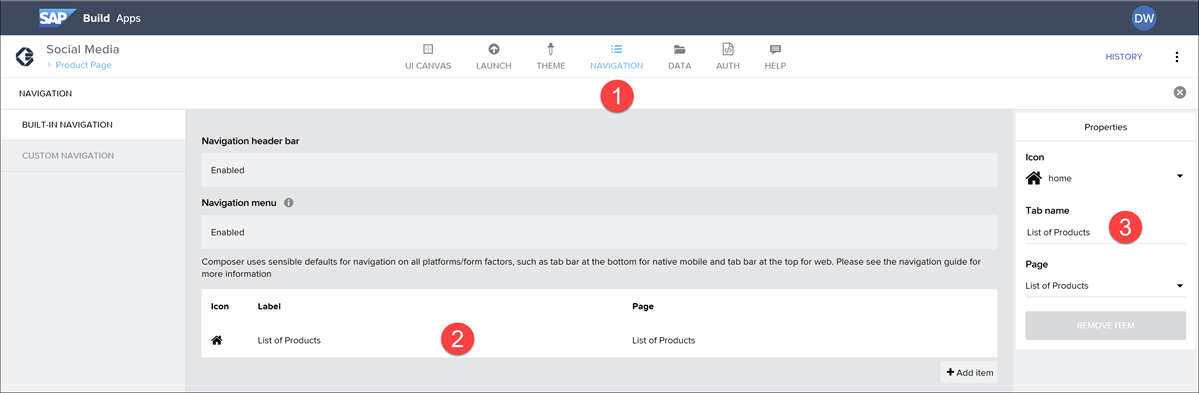 SAP Build Apps DW
Social Media
Product Page
UI CANVAS LAUNCH THEME NAVIGATION DATA AUTH HELP
HISTORY
1
NAVIGATION
BUILT-IN NAVIGATION
CUSTOM NAVIGATION
Navigation header bar
Enabled
Navigation menu
Enabled
Composer uses sensible defaults for navigation on all platforms/form factors, such as tab bar at the bottom for native mobile and tab bar at the top for web. Please see the navigation guide for
more information
Icon Label Page
List of Products 2 List of Products
Add item
Properties
Icon
home
Tab name
List of Products 3
Page
List of Products
REMOVE ITEM